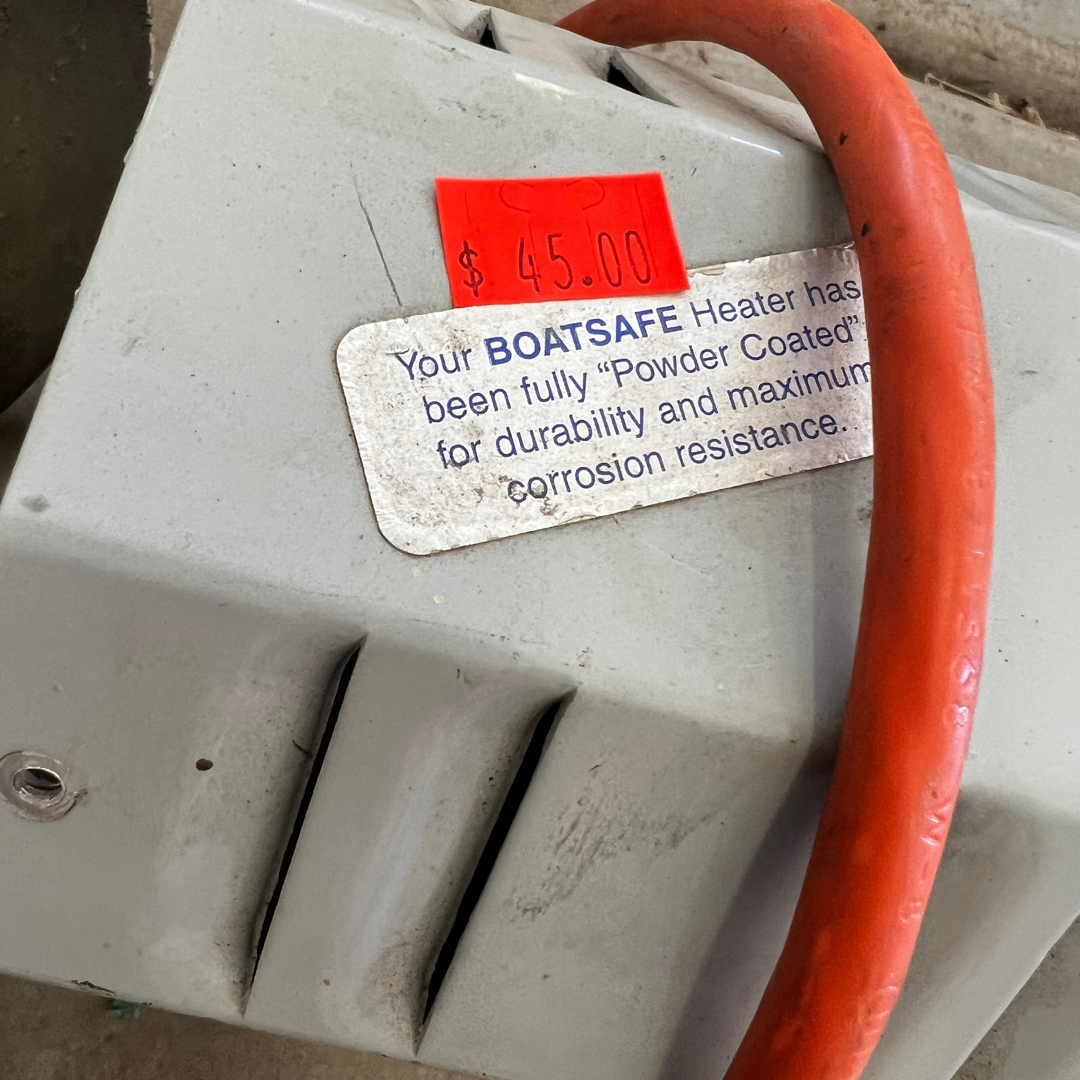 $ 45.00
Your BOATSAFE Heater has
been fully “Powder Coated”
for durability and maximum
corrosion resistance.